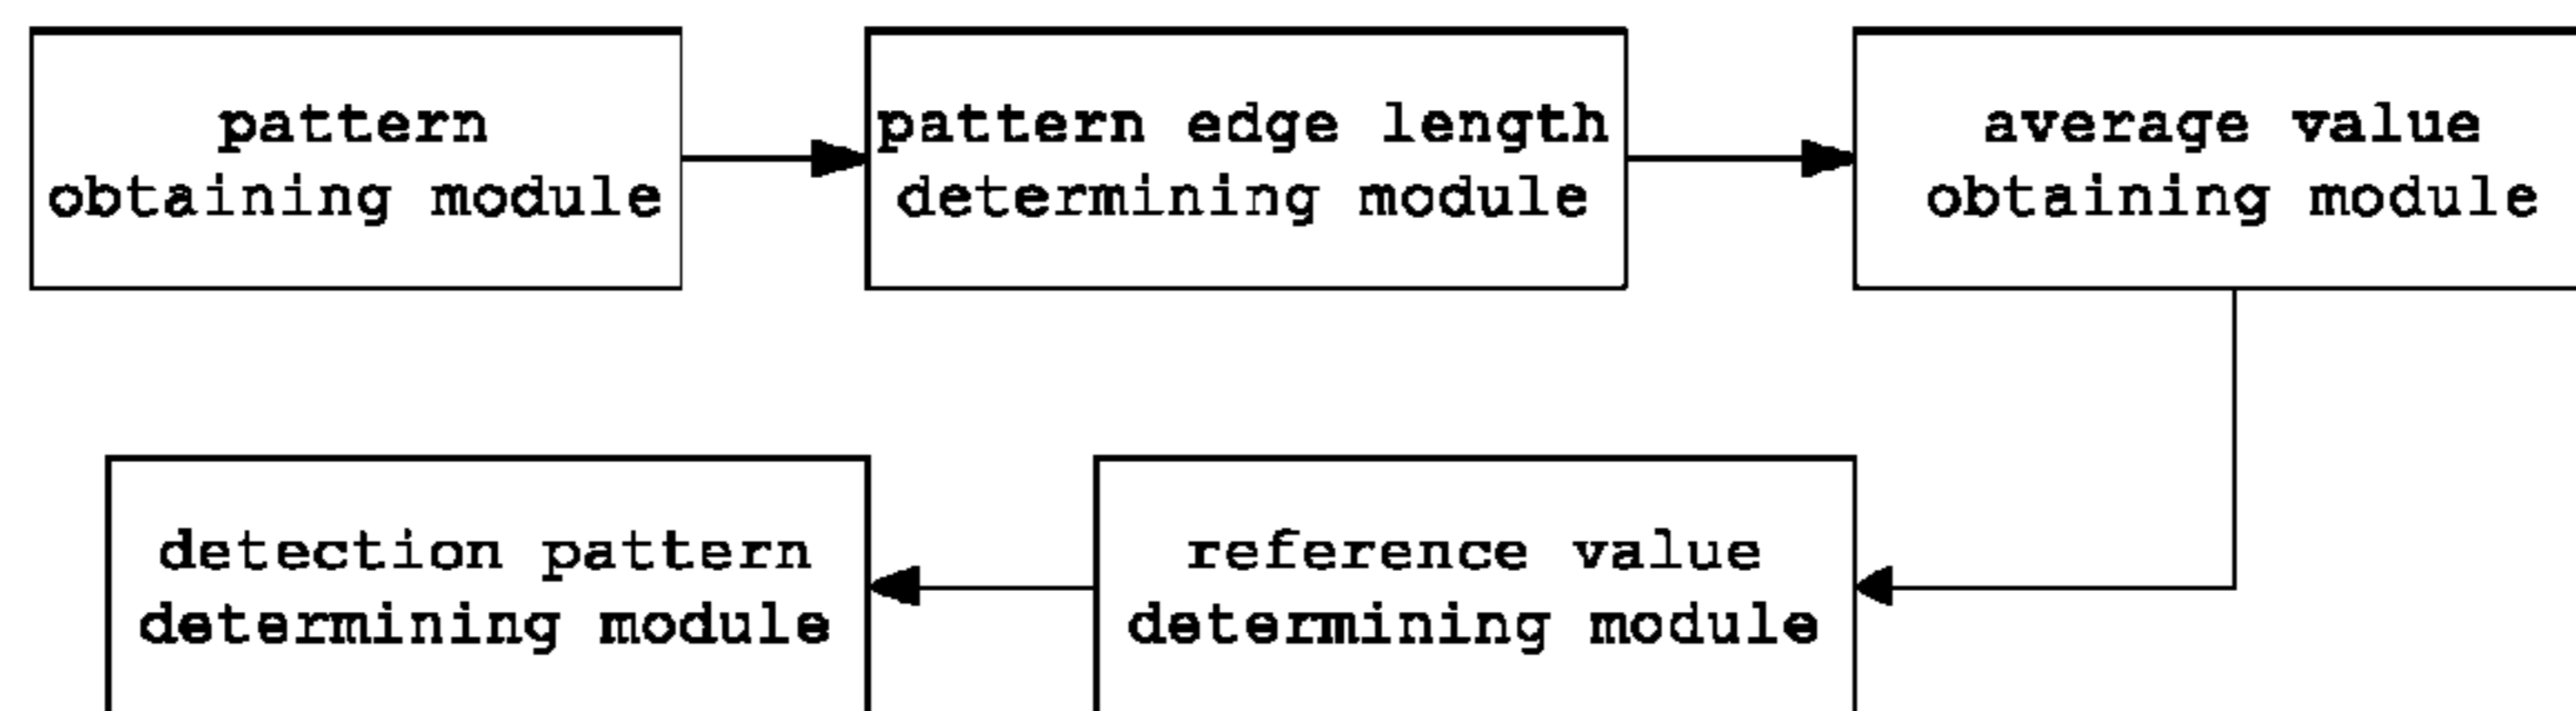 pattern
obtaining module
pattern edge length
determining module
average value
obtaining module
detection pattern
determining module
reference value
determining module